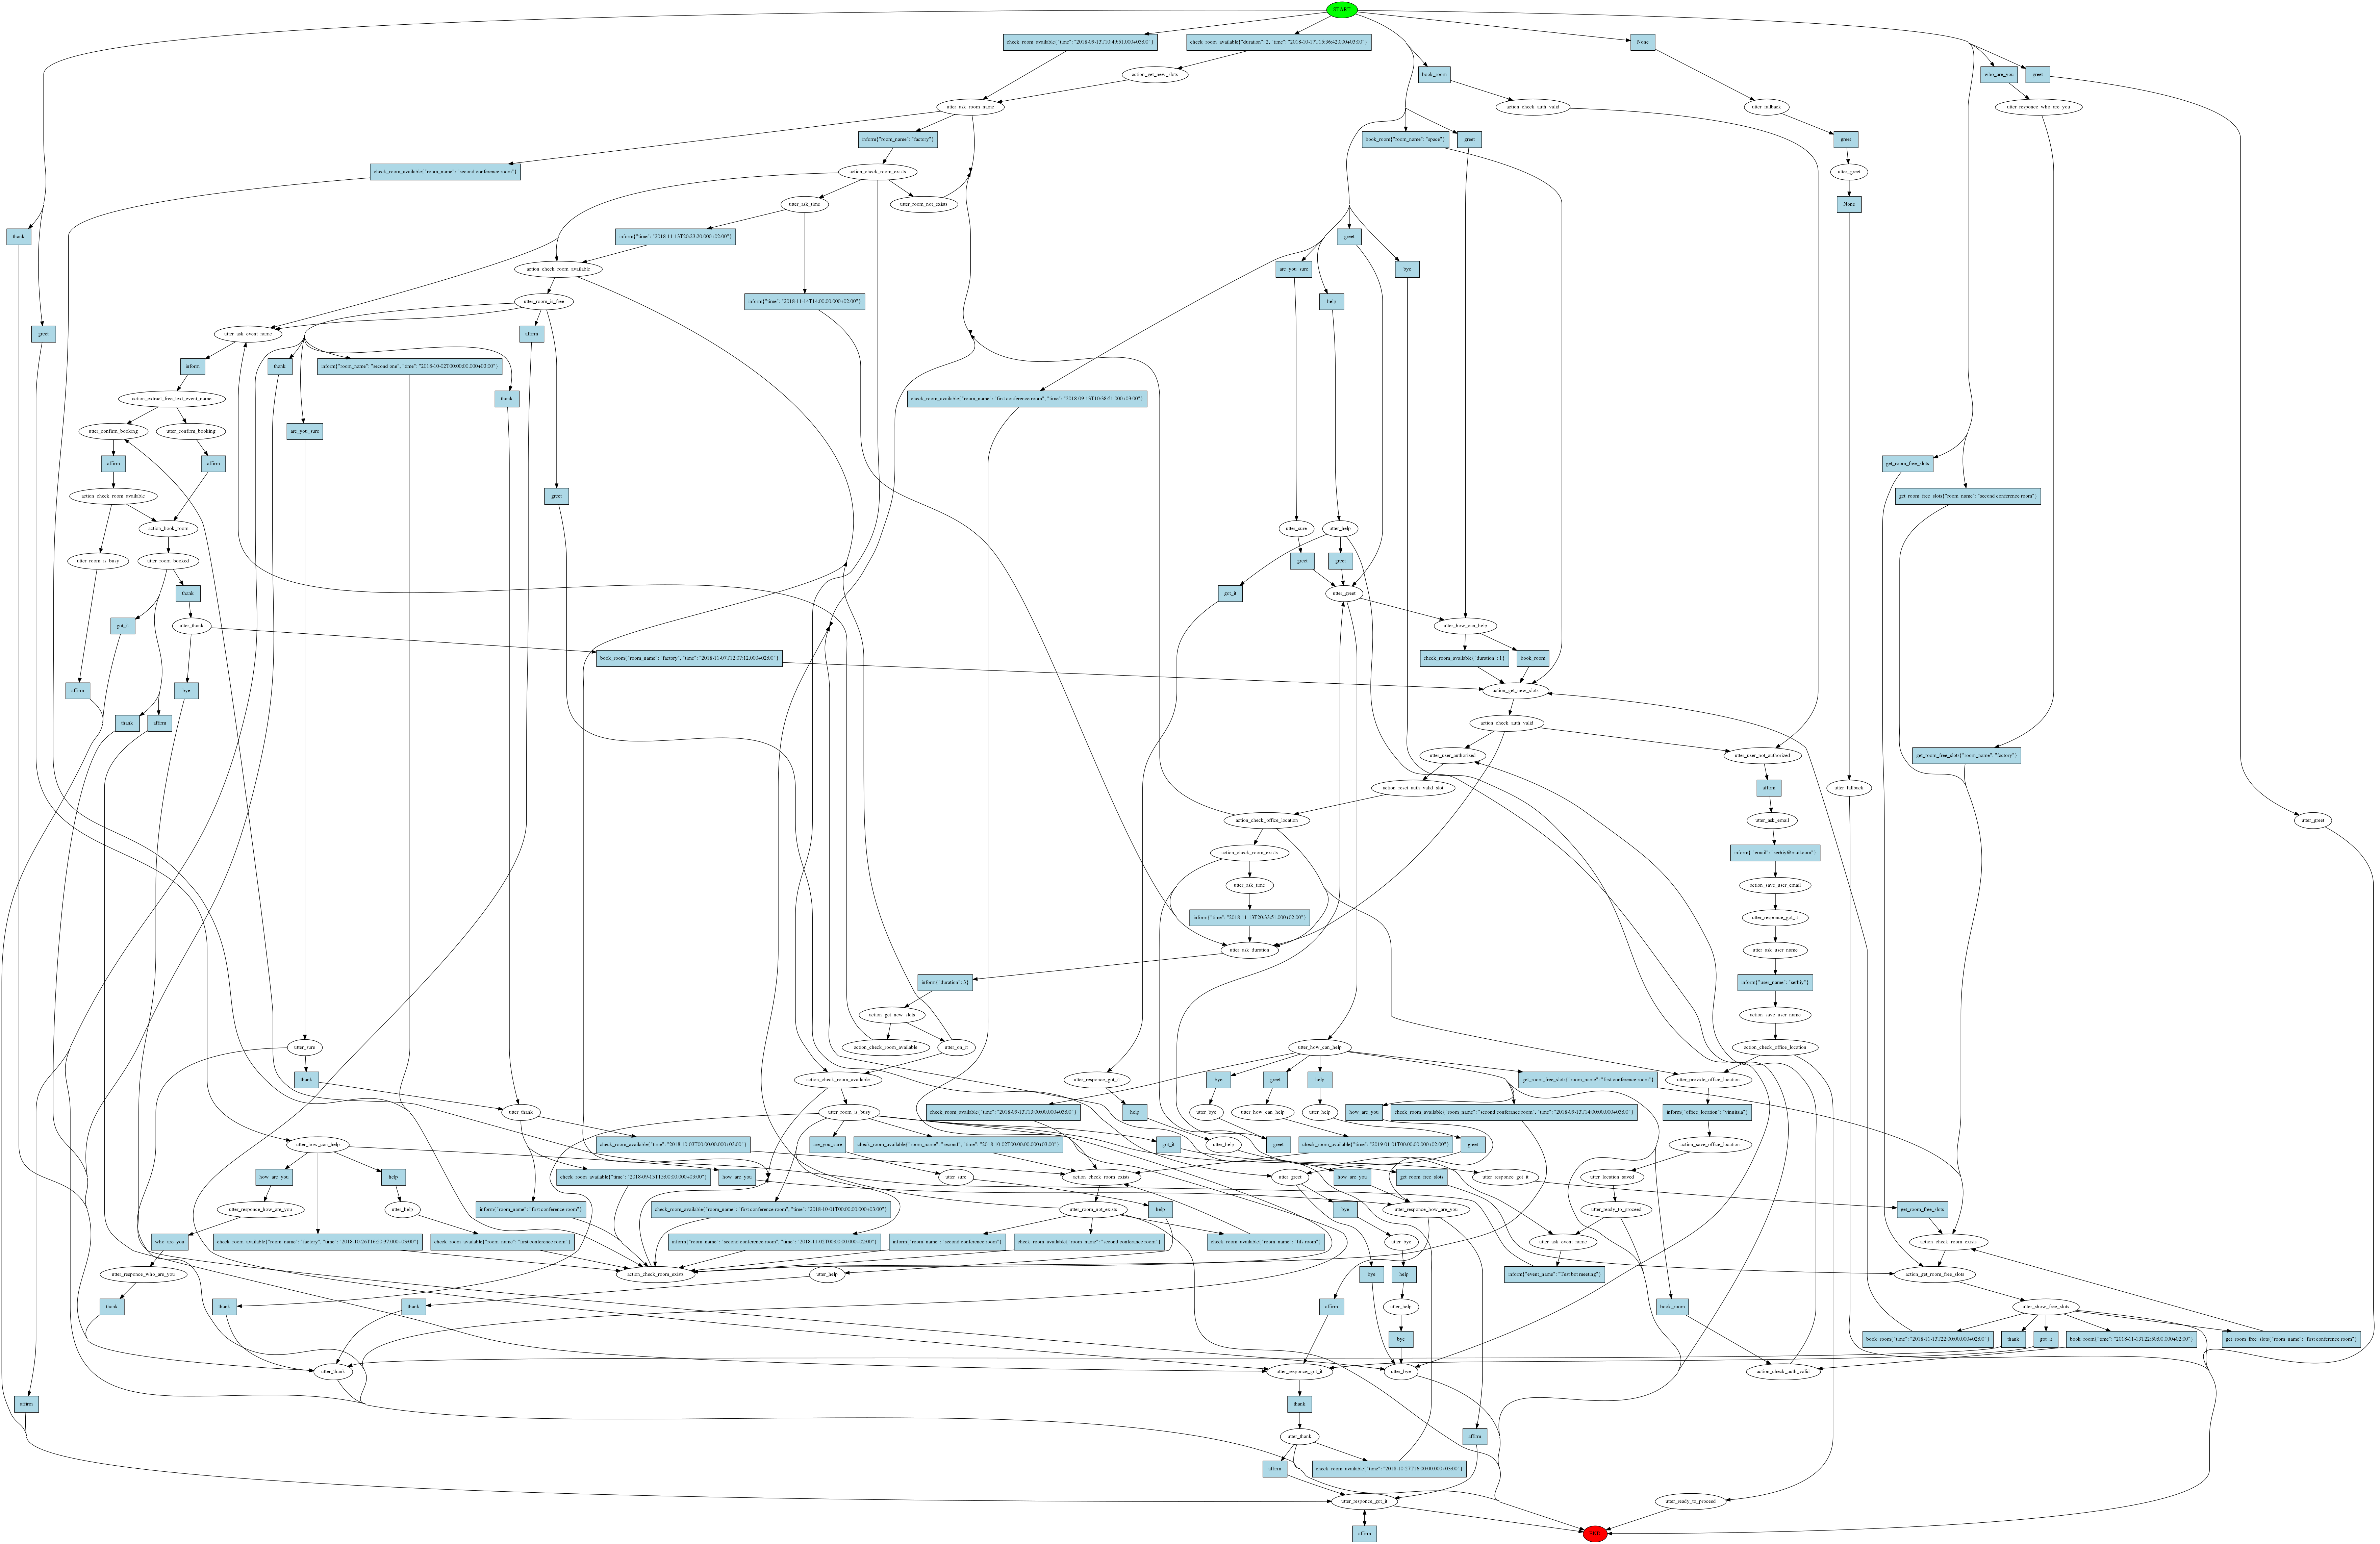 START
check_room_available{"time": "2018-09-13T10:49:51.000+03:00"}
check_room_available{"duration": 2, "time": "2018-10-17T15:36:42.000+03:00"}
None
action_get_new_slots
book_room
who_are_you
greet
utter_ask_room_name
action_check_auth_valid
utter_fallback
utter_responce_who_are_you
inform{"room_name": "factory"}
book_room{"room_name": "space"}
greet
greet
check_room_available{"room_name": "second conference room"}
action_check_room_exists
utter_greet
utter_ask_time
utter_room_not_exists
None
thank
inform{"time": "2018-11-13T20:23:20.000+02:00"}
greet
action_check_room_available
are_you_sure
bye
utter_room_is_free
inform{"time": "2018-11-14T14:00:00.000+02:00"}
help
greet
utter_ask_event_name
affirm
inform
thank
inform{"room_name": "second one", "time": "2018-10-02T00:00:00.000+03:00"}
action_extract_free_text_event_name
thank
check_room_available{"room_name": "first conference room", "time": "2018-09-13T10:38:51.000+03:00"}
utter_confirm_booking
utter_confirm_booking
are_you_sure
affirm
affirm
get_room_free_slots
action_check_room_available
greet
get_room_free_slots{"room_name": "second conference room"}
action_book_room
utter_sure
utter_help
utter_room_is_busy
utter_room_booked
greet
greet
thank
got_it
utter_greet
got_it
utter_thank
utter_how_can_help
book_room{"room_name": "factory", "time": "2018-11-07T12:07:12.000+02:00"}
check_room_available{"duration": 1}
book_room
affirm
bye
action_get_new_slots
thank
affirm
action_check_auth_valid
utter_user_authorized
utter_user_not_authorized
get_room_free_slots{"room_name": "factory"}
action_reset_auth_valid_slot
affirm
utter_fallback
action_check_office_location
utter_ask_email
utter_greet
action_check_room_exists
inform{ "email": "serhiy@mail.com"}
utter_ask_time
action_save_user_email
inform{"time": "2018-11-13T20:33:51.000+02:00"}
utter_responce_got_it
utter_ask_duration
utter_ask_user_name
inform{"duration": 3}
inform{"user_name": "serhiy"}
action_get_new_slots
action_save_user_name
utter_sure
action_check_room_available
utter_on_it
utter_how_can_help
action_check_office_location
thank
action_check_room_available
utter_responce_got_it
bye
greet
help
get_room_free_slots{"room_name": "first conference room"}
utter_provide_office_location
utter_thank
utter_room_is_busy
check_room_available{"time": "2018-09-13T13:00:00.000+03:00"}
help
utter_bye
utter_how_can_help
utter_help
how_are_you
check_room_available{"room_name": "second conference room", "time": "2018-09-13T14:00:00.000+03:00"}
inform{"office_location": "vinnitsia"}
utter_how_can_help
check_room_available{"time": "2018-10-03T00:00:00.000+03:00"}
are_you_sure
check_room_available{"room_name": "second", "time": "2018-10-02T00:00:00.000+03:00"}
got_it
utter_help
greet
check_room_available{"time": "2019-01-01T00:00:00.000+02:00"}
greet
action_save_office_location
how_are_you
help
check_room_available{"time": "2018-09-13T15:00:00.000+03:00"}
how_are_you
utter_sure
action_check_room_exists
utter_greet
how_are_you
get_room_free_slots
utter_responce_got_it
utter_location_saved
utter_responce_how_are_you
utter_help
inform{"room_name": "first conference room"}
check_room_available{"room_name": "first conference room", "time": "2018-10-01T00:00:00.000+03:00"}
utter_room_not_exists
help
bye
utter_responce_how_are_you
utter_ready_to_proceed
get_room_free_slots
who_are_you
check_room_available{"room_name": "factory", "time": "2018-10-26T16:50:37.000+03:00"}
check_room_available{"room_name": "first conference room"}
inform{"room_name": "second conference room", "time": "2018-11-02T00:00:00.000+02:00"}
inform{"room_name": "second conference room"}
check_room_available{"room_name": "second conferance room"}
check_room_available{"room_name": "fifs room"}
utter_bye
utter_ask_event_name
action_check_room_exists
utter_responce_who_are_you
action_check_room_exists
utter_help
bye
help
inform{"event_name": "Test bot meeting"}
action_get_room_free_slots
thank
thank
thank
affirm
utter_help
book_room
utter_show_free_slots
bye
book_room{"time": "2018-11-13T22:00:00.000+02:00"}
thank
got_it
book_room{"time": "2018-11-13T22:50:00.000+02:00"}
get_room_free_slots{"room_name": "first conference room"}
utter_thank
utter_responce_got_it
utter_bye
action_check_auth_valid
affirm
thank
utter_thank
affirm
affirm
check_room_available{"time": "2018-10-27T16:00:00.000+03:00"}
utter_responce_got_it
utter_ready_to_proceed
affirm
END